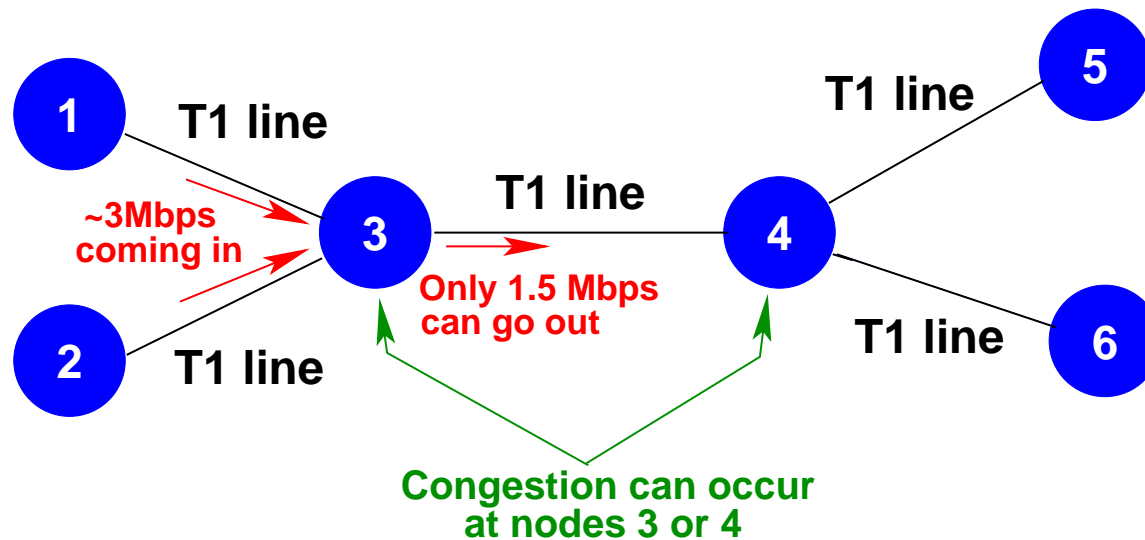 1
T1 line
5
T1 line
~3Mbps
coming in
3
T1 line
4
Only 1.5 Mbps
can go out
2
T1 line
T1 line
6
Congestion can occur
at nodes 3 or 4